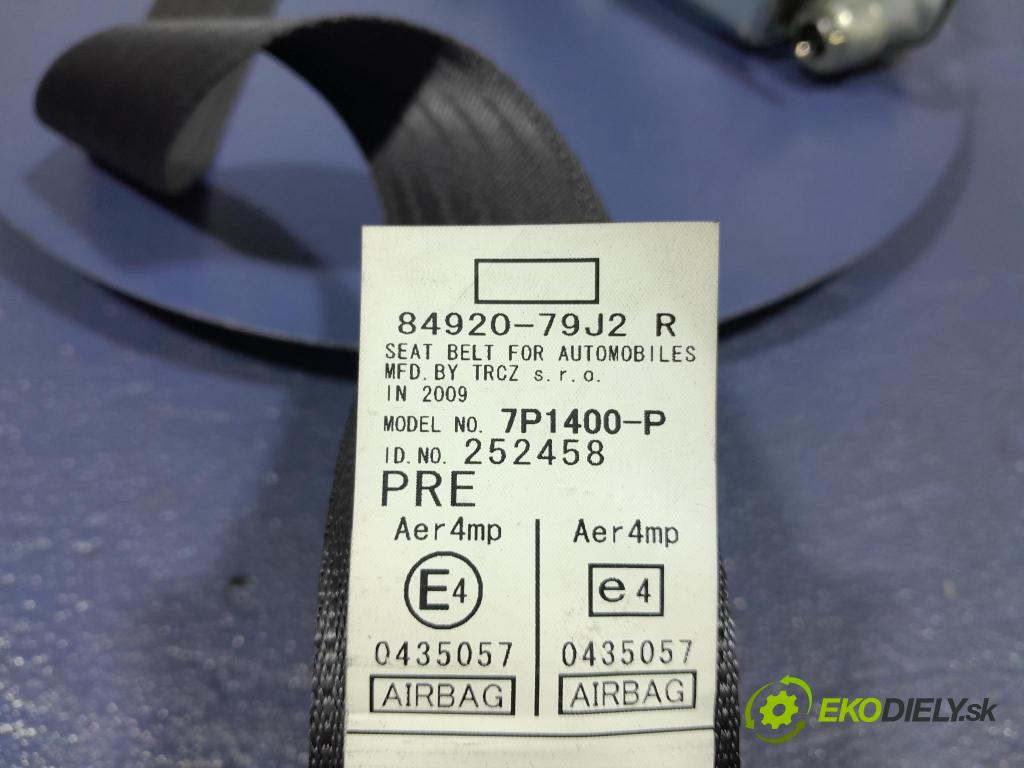 84920-79J2 R
SEAT BELT FOR AUTOMOBILES
MFD.BY TRCZ s.r.o.
IN 2009
MODEL NO. 7P1400-P
ID.NO. 252458
PRE
Aer4mp Aer4mp
E4 e4
0435057 0435057
AIRBAG AIRBAG
EKODIELY.sk